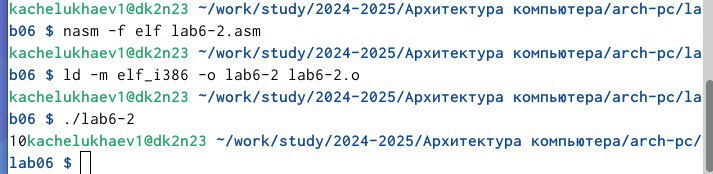 kachelukhaev1@dk2n23 ~/work/study/2024-2025/Архитектура компьютера/arch-pc/la
b06 $ nasm -f elf lab6-2.asm
kachelukhaev1@dk2n23 ~/work/study/2024-2025/Архитектура компьютера/arch-pc/la
b06 $ ld -m elf_i386 -o lab6-2 lab6-2.o
kachelukhaev1@dk2n23 ~/work/study/2024-2025/Архитектура компьютера/arch-pc/la
b06 $ ./lab6-2
10kachelukhaev1@dk2n23 ~/work/study/2024-2025/Архитектура компьютера/arch-pc/
lab06 $